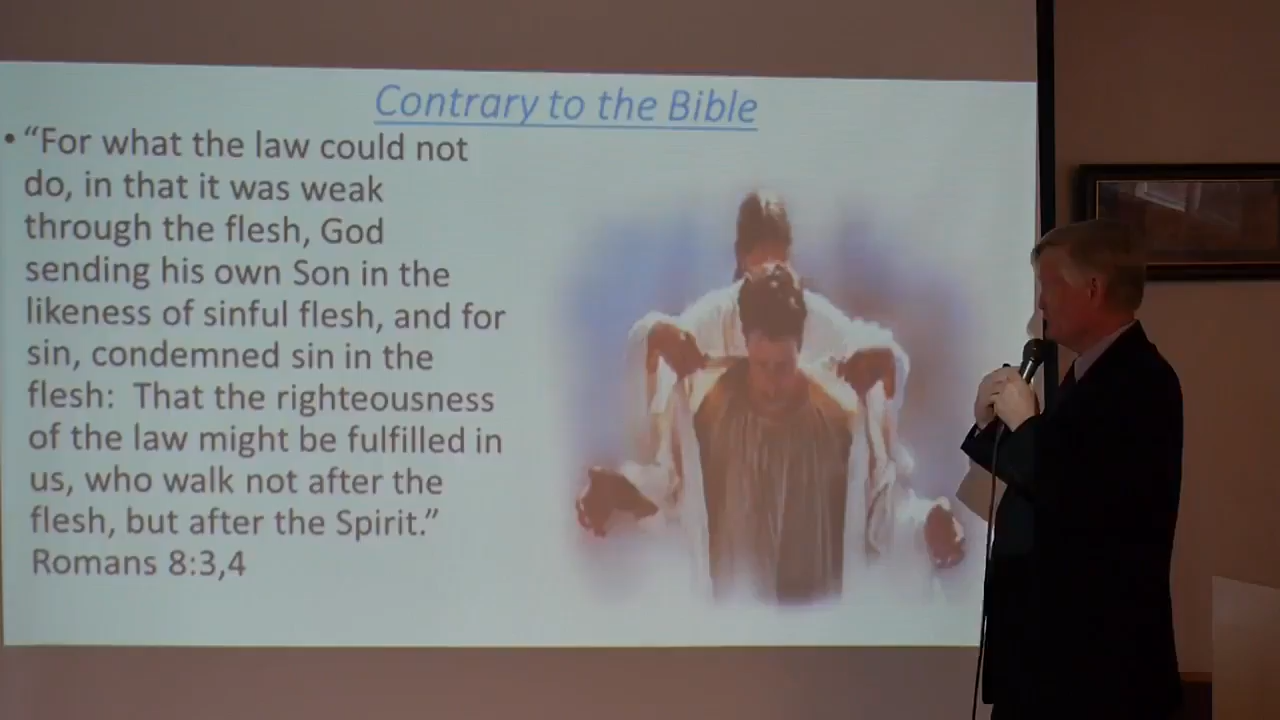 Contrary to the Bible
• “For what the law could not
do, in that it was weak
through the flesh, God
sending his own Son in the
likeness of sinful flesh, and for
sin, condemned sin in the
flesh:  That the righteousness
of the law might be fulfilled in
us, who walk not after the
flesh, but after the Spirit.”
Romans 8:3,4